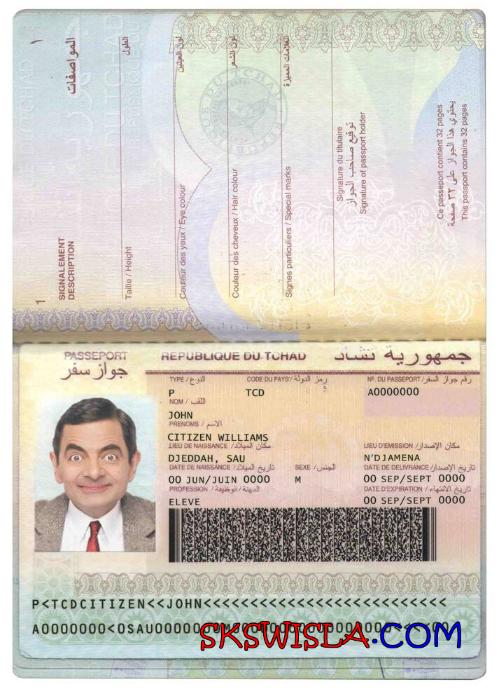 1
SIGNALEMENT
DESCRIPTION
المواصفات
١
Taille / Height
الطول
Couleur des yeux / Eye colour
لون العينين
Couleur des cheveux / Hair colour
لون الشعر
Signes particuliers / Special marks
العلامات المميزة
Signature du titulaire
توقيع صاحب الجواز
Signature of passport holder
Ce passeport contient 32 pages
يحتوي هذا الجواز على ٣٢ صفحة
This passport contains 32 pages
PASSEPORT REPUBLIQUE DU TCHAD جمهورية تشاد
جواز سفر
TYPE / النوع CODE DU PAYS / رمز الدولة N°. DU PASSEPORT / رقم جواز السفر
P TCD A0000000
NOM / اللقب
JOHN
PRENOMS / الاسم
CITIZEN WILLIAMS
LIEU DE NAISSANCE / مكان الميلاد LIEU D'EMISSION / مكان الإصدار
DJEDDAH, SAU N'DJAMENA
DATE DE NAISSANCE / تاريخ الميلاد SEXE / الجنس DATE DE DELIVRANCE / تاريخ الإصدار
00 JUN/JUIN 0000 M 00 SEP/SEPT 0000
PROFESSION / المهنة/الوظيفة DATE D'EXPIRATION / تاريخ الانتهاء
ELEVE 00 SEP/SEPT 0000
P<TCDCITIZEN<<JOHN<<<<<<<<<<<<<<<<<<<<<<<<<<
SKSWISLA.COM